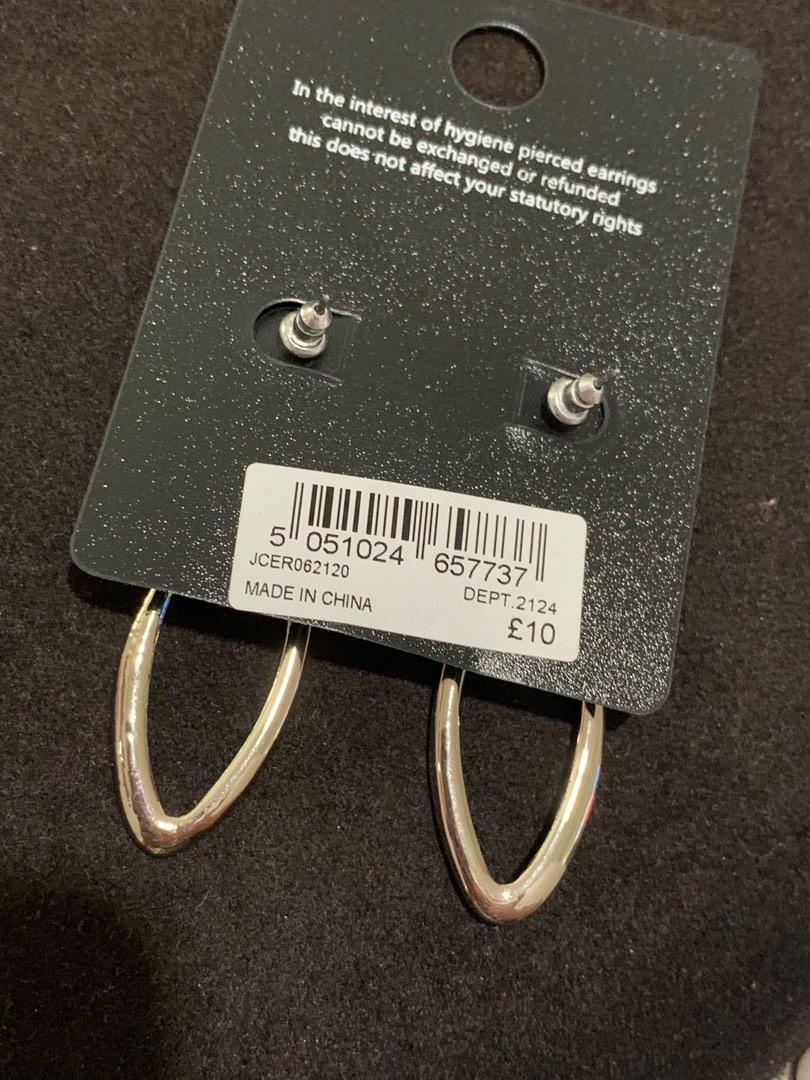 In the interest of hygiene pierced earrings
cannot be exchanged or refunded
this does not affect your statutory rights
5 051024 657737
JCER062120
DEPT.2124
MADE IN CHINA
£10